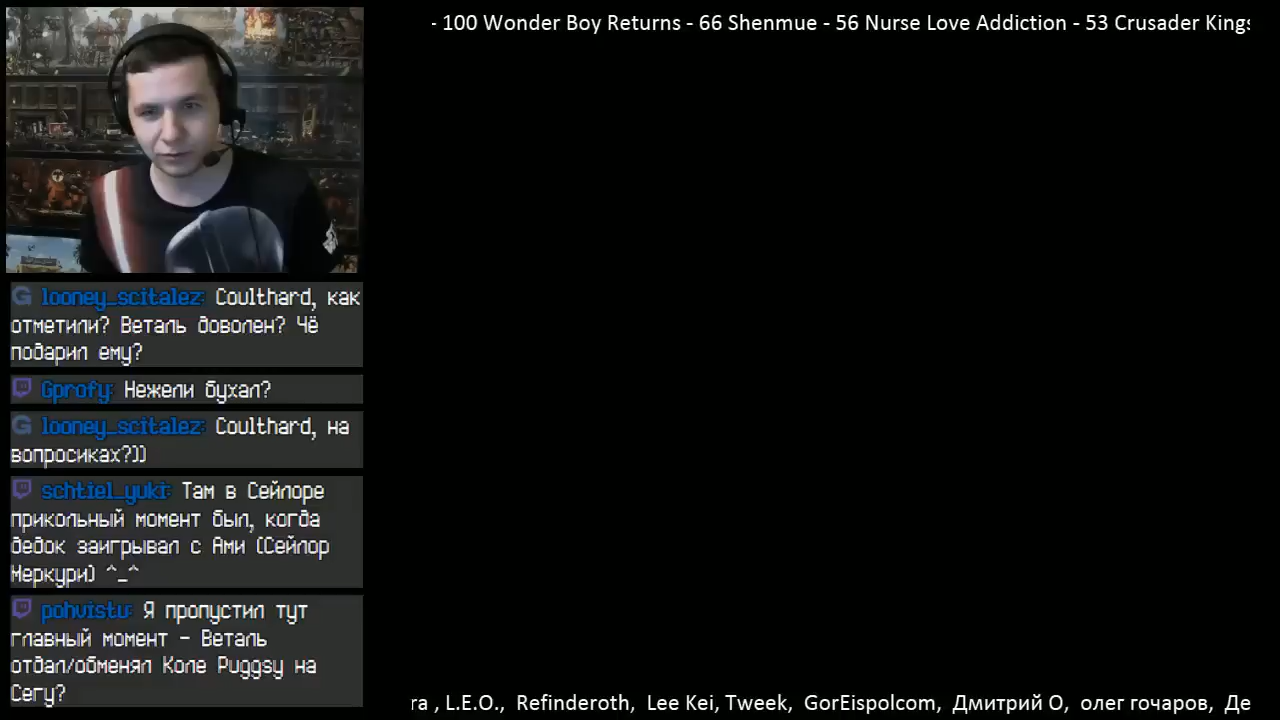 - 100 Wonder Boy Returns - 66 Shenmue - 56 Nurse Love Addiction - 53 Crusader Kings
looney_scitalez: Coulthard, как
отметили? Веталь доволен? Чё
подарил ему?
Gprofy: Нежели бухал?
looney_scitalez: Coulthard, на
вопросиках?))
schtiel_yuki: Там в Сейлоре
прикольный момент был, когда
дедок заигрывал с Ами (Сейлор
Меркури) ^_^
pohvistu: Я пропустил тут
главный момент - Веталь
отдал/обменял Коле Puggsy на
Сегу?
ra , L.E.O., Refinderoth, Lee Kei, Tweek, GorEispolcom, Дмитрий О, олег гочаров, Де